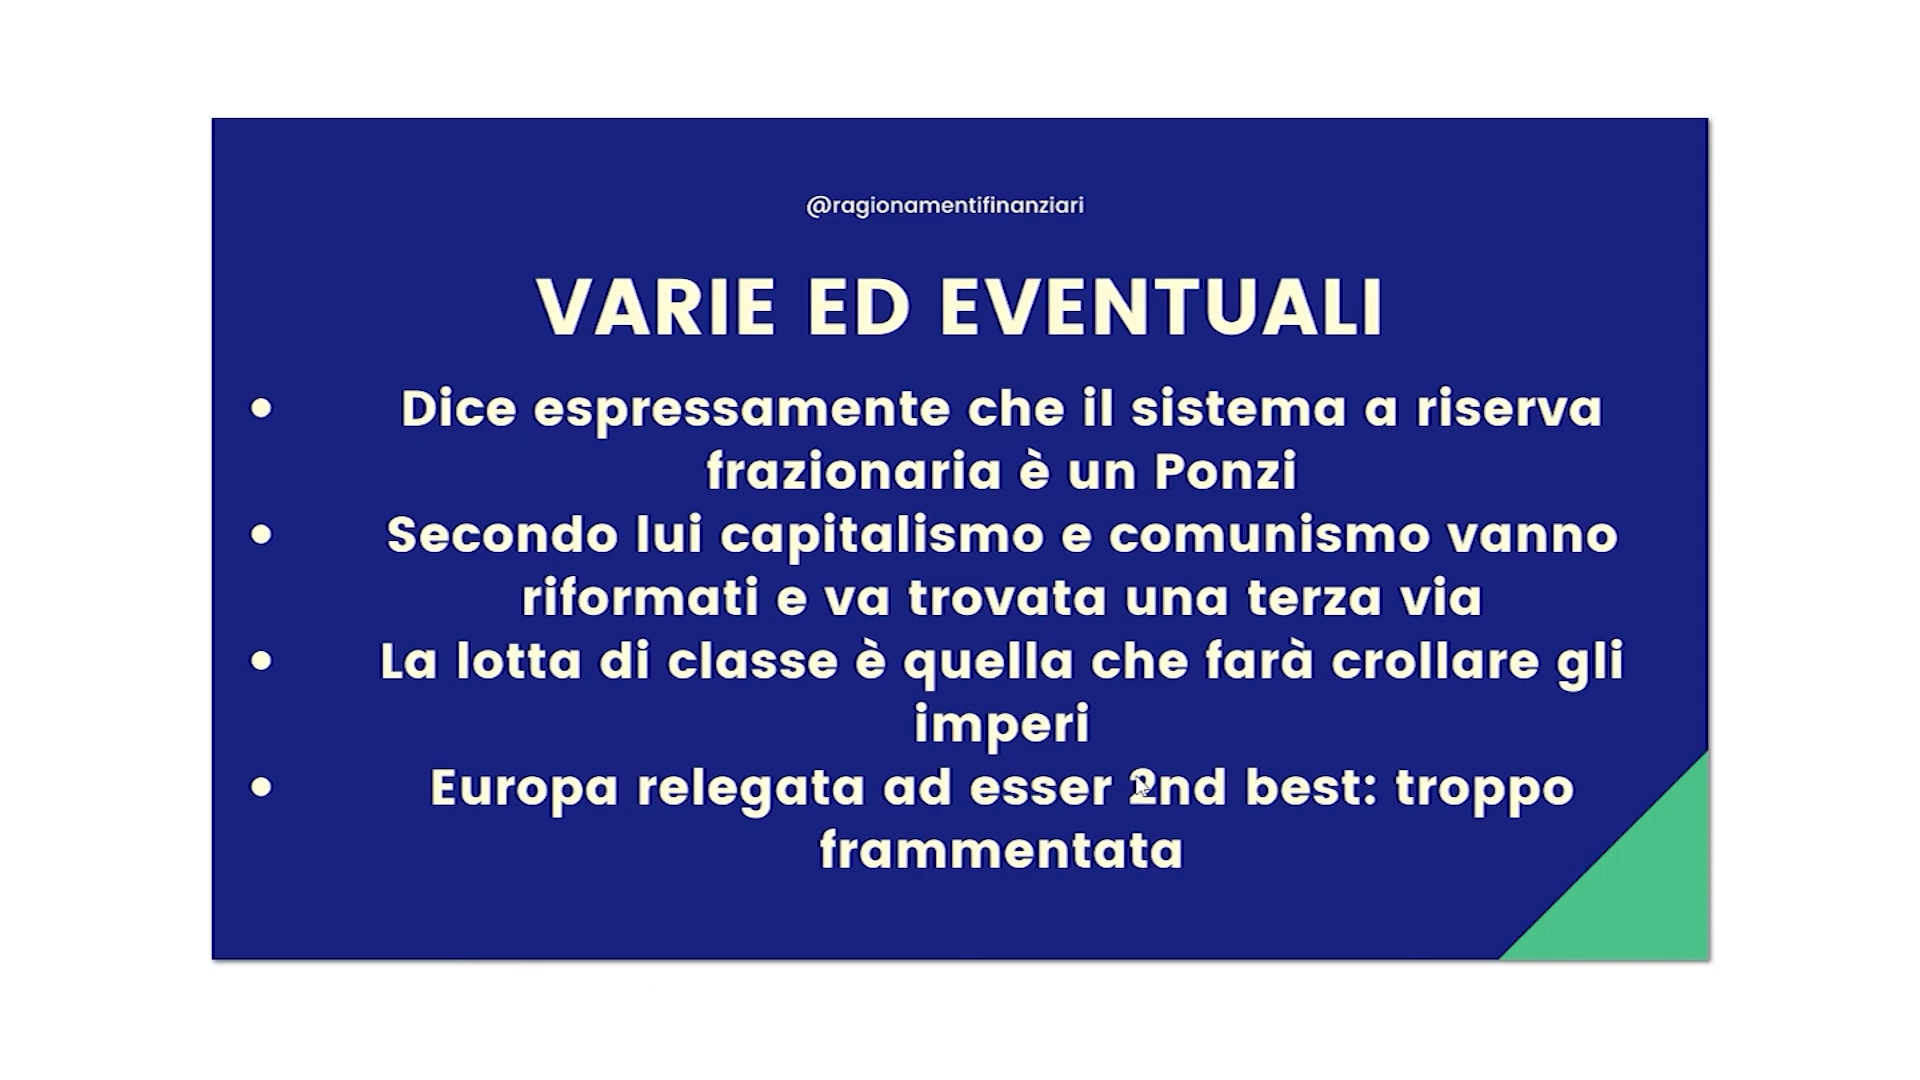 @ragionamentifinanziari
VARIE ED EVENTUALI
• Dice espressamente che il sistema a riserva
frazionaria è un Ponzi
• Secondo lui capitalismo e comunismo vanno
riformati e va trovata una terza via
• La lotta di classe è quella che farà crollare gli
imperi
• Europa relegata ad esser 2nd best: troppo
frammentata